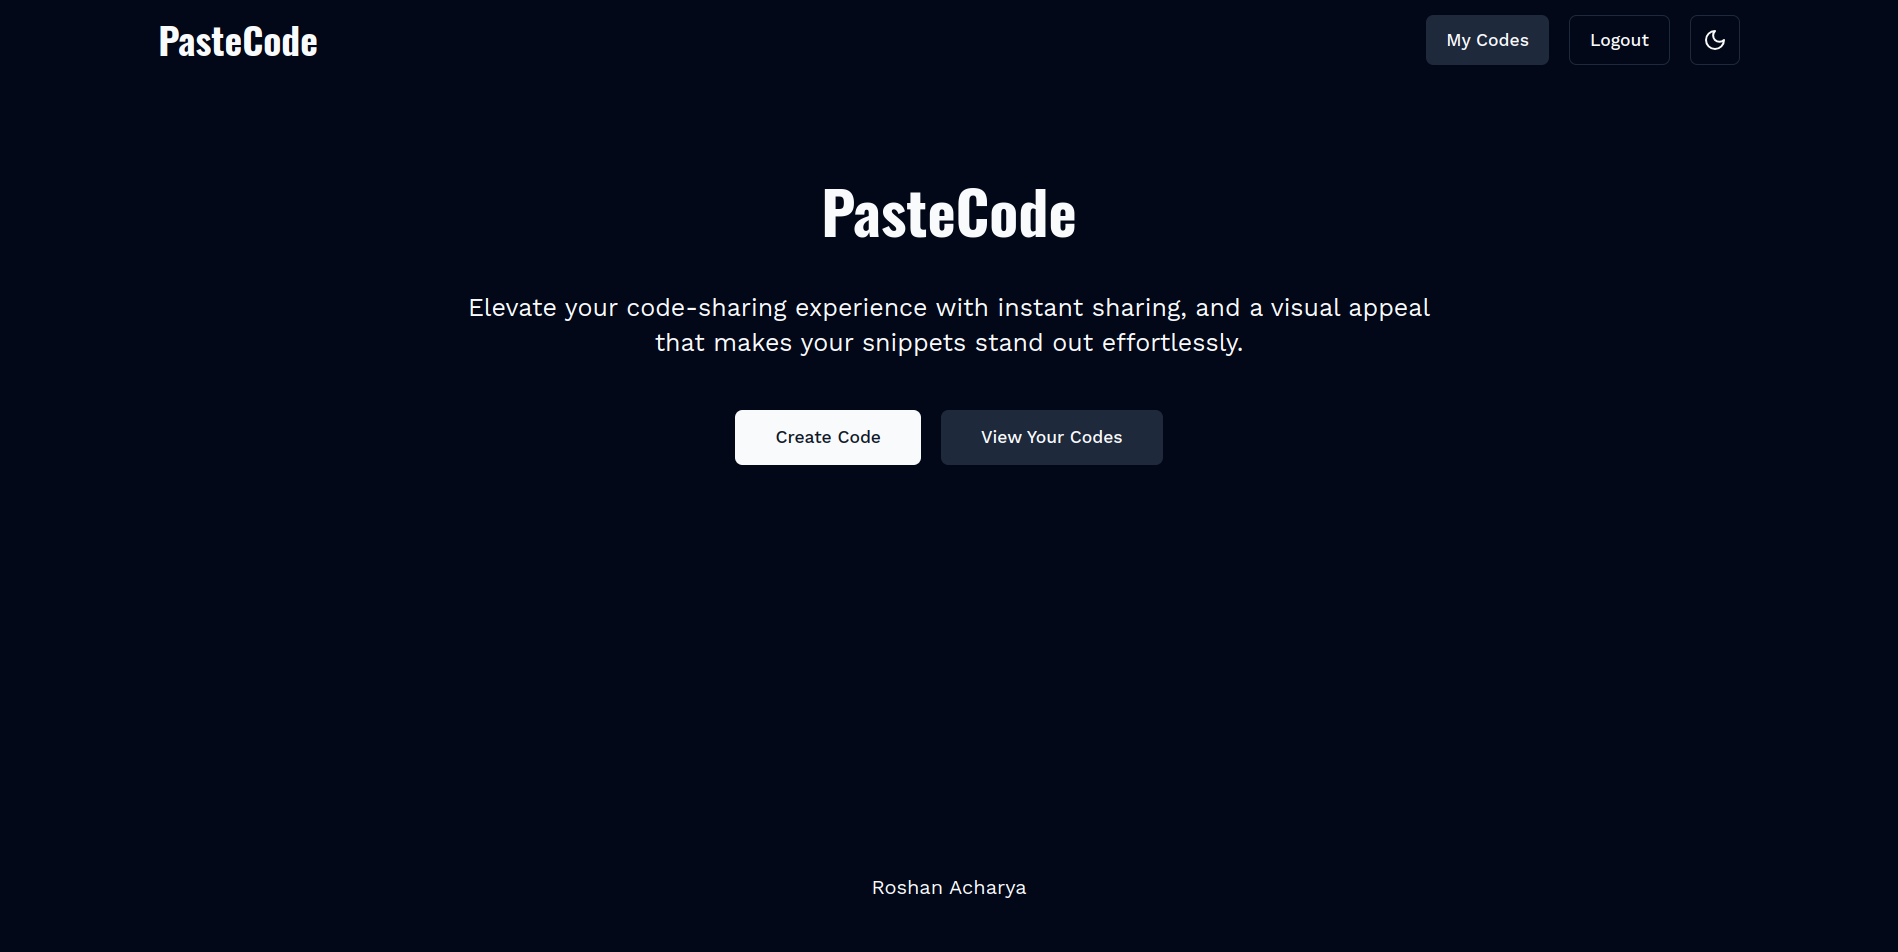 PasteCode
My Codes
Logout
PasteCode
Elevate your code-sharing experience with instant sharing, and a visual appeal
that makes your snippets stand out effortlessly.
Create Code
View Your Codes
Roshan Acharya